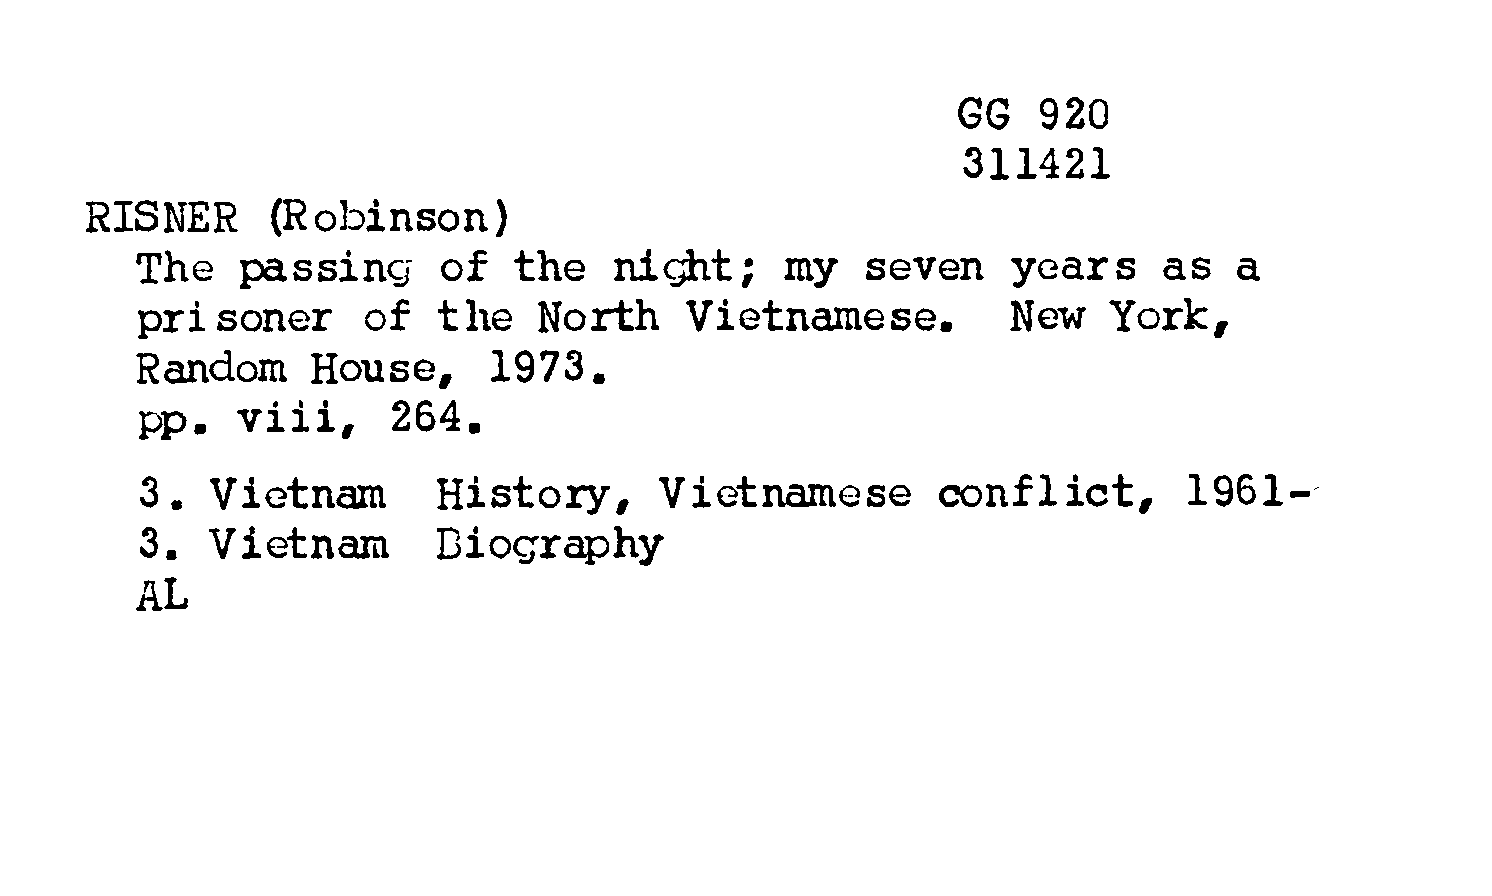 GG 920
311421
RISNER (Robinson)
The passing of the night; my seven years as a
prisoner of the North Vietnamese. New York,
Random House, 1973.
pp. viii, 264.
3. Vietnam History, Vietnamese conflict, 1961-
3. Vietnam Biography
AL